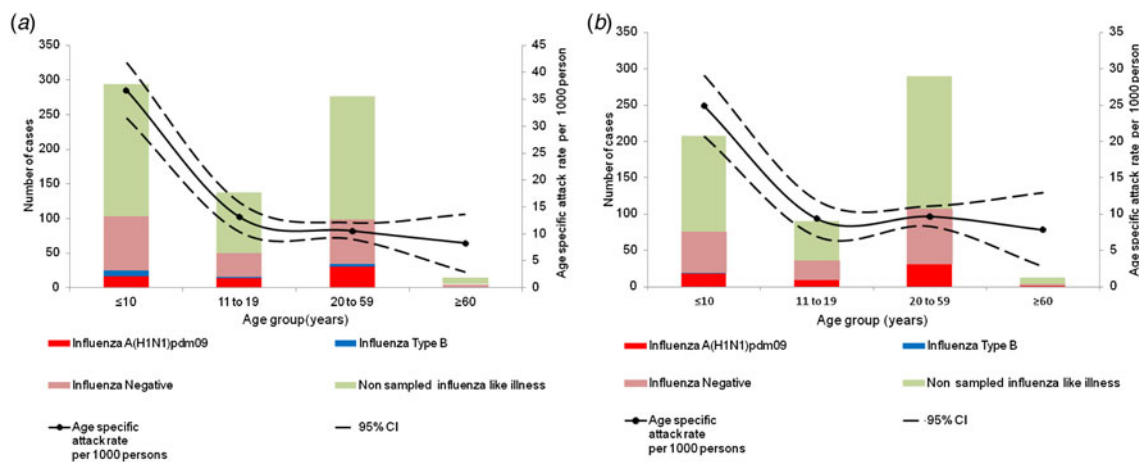 (a)
Number of cases
350
300
250
200
150
100
50
0
45
40
35
30
25
20
15
10
5
0
Age specific attack rate per 1000 person
≤10 11 to 19 20 to 59 ≥60
Age group (years)
Influenza A(H1N1)pdm09 Influenza Type B
Influenza Negative Non sampled influenza like illness
Age specific 95% CI
attack rate
per 1000 persons
(b)
Number of cases
350
300
250
200
150
100
50
0
35
30
25
20
15
10
5
0
Age specific attack rate per 1000 person
≤10 11 to 19 20 to 59 ≥60
Age group (years)
Influenza A(H1N1)pdm09 Influenza Type B
Influenza Negative Non sampled influenza like illness
Age specific 95% CI
attack rate
per 1000 persons